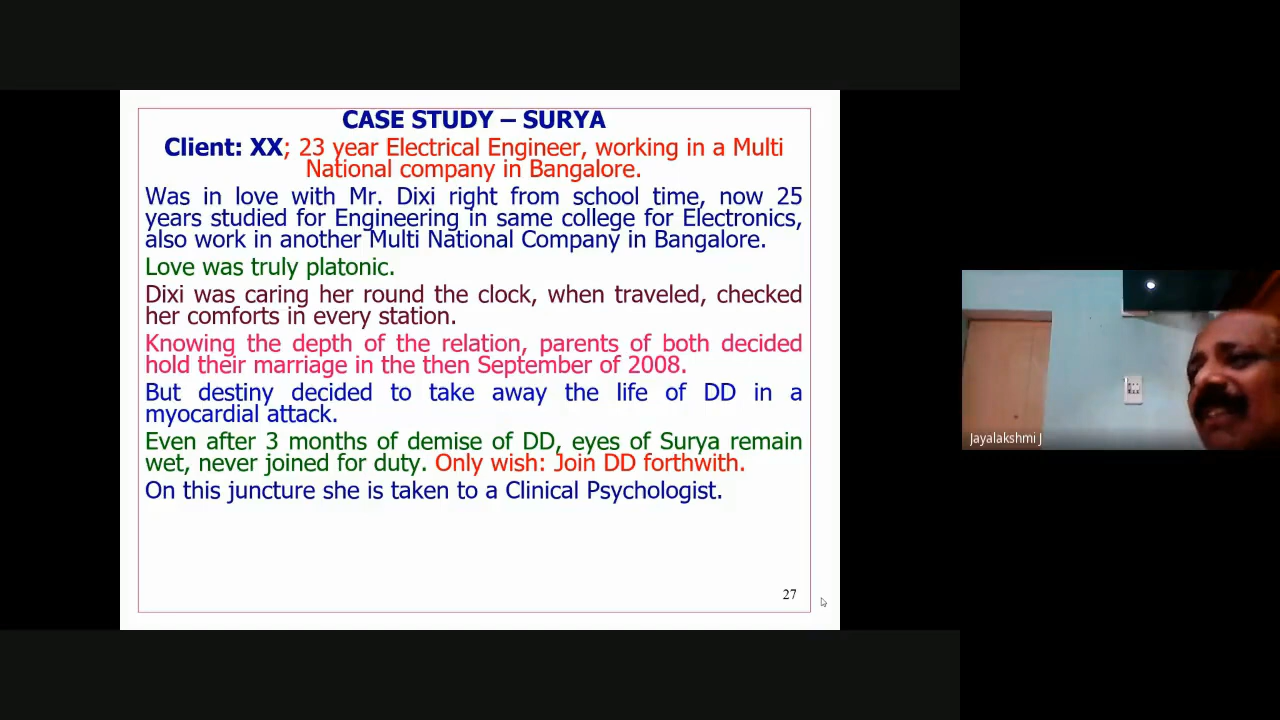 CASE STUDY – SURYA
Client: XX; 23 year Electrical Engineer, working in a Multi
National company in Bangalore.
Was in love with Mr. Dixi right from school time, now 25
years studied for Engineering in same college for Electronics,
also work in another Multi National Company in Bangalore.
Love was truly platonic.
Dixi was caring her round the clock, when traveled, checked
her comforts in every station.
Knowing the depth of the relation, parents of both decided
hold their marriage in the then September of 2008.
But destiny decided to take away the life of DD in a
myocardial attack.
Even after 3 months of demise of DD, eyes of Surya remain
wet, never joined for duty. Only wish: Join DD forthwith.
On this juncture she is taken to a Clinical Psychologist.
27
Jayalakshmi J